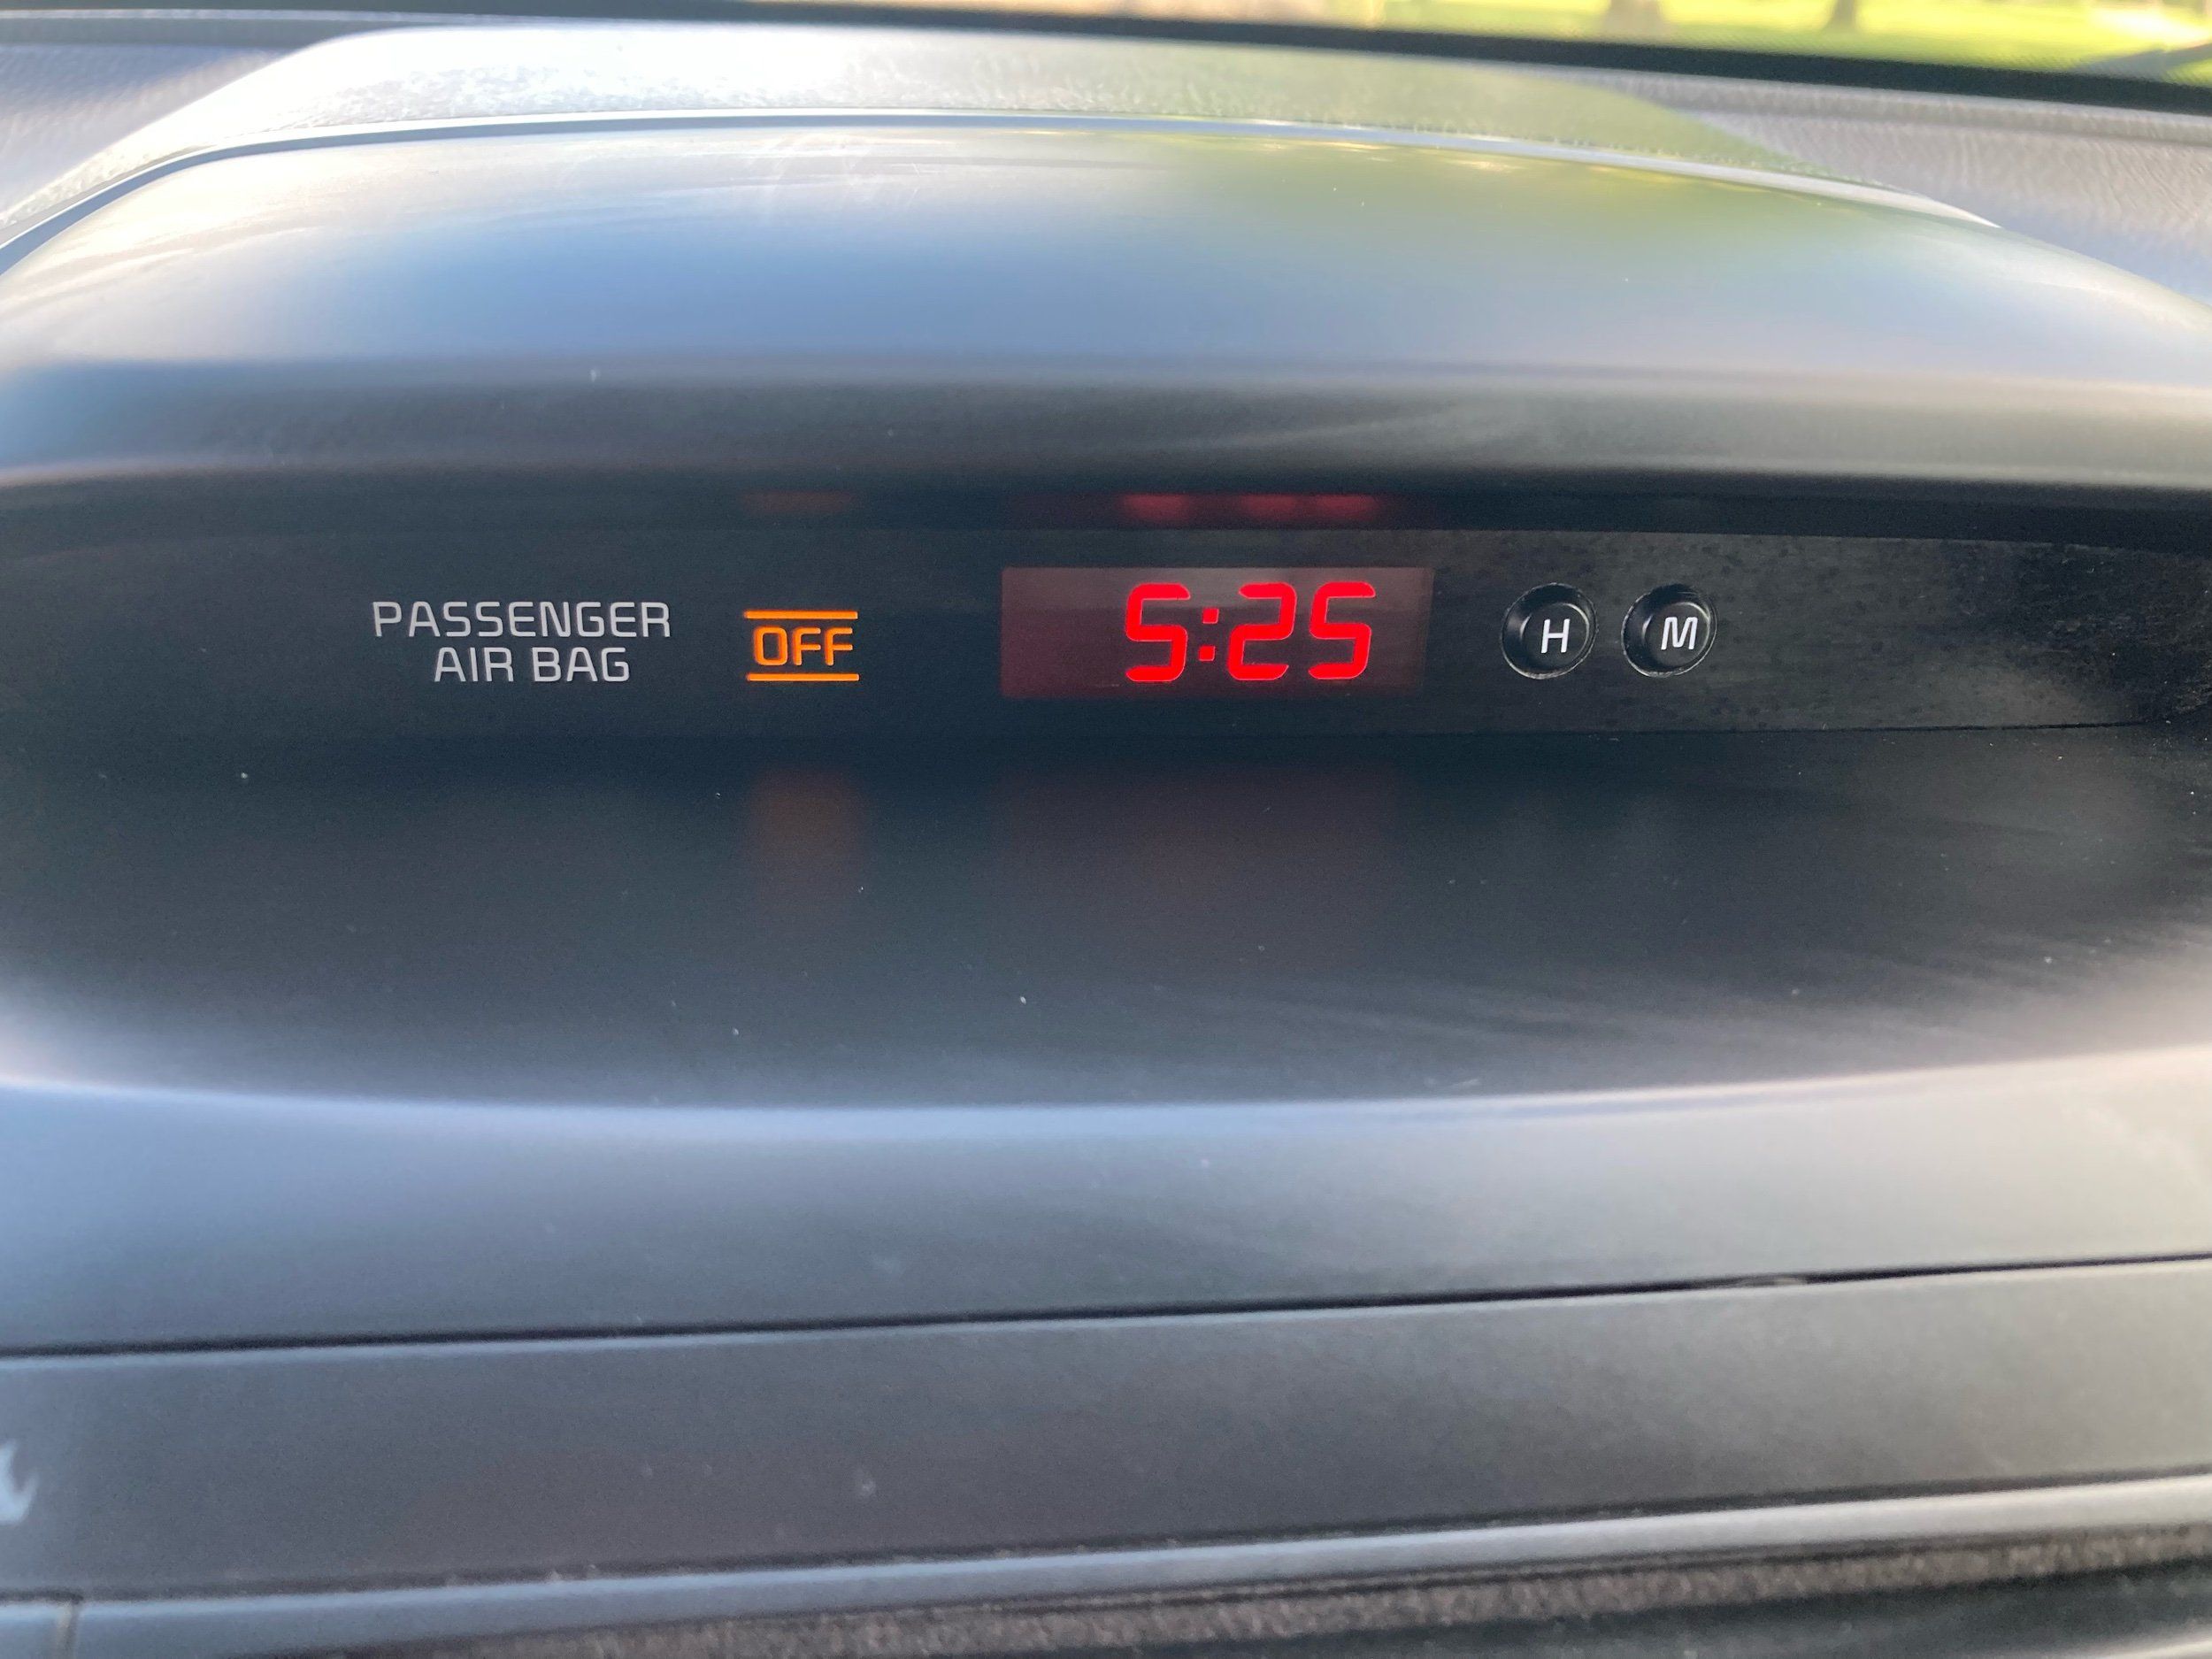 PASSENGER
AIR BAG
OFF
5:25
H
M